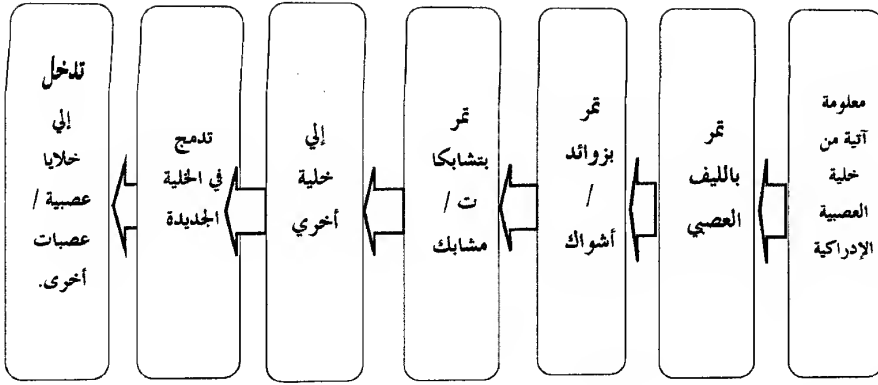 معلومة
آتية من
خلية
العصبية
الإدراكية
تمر
بالليف
العصبي
تمر
بزوائد
/
أشواك
تمر
بتشابكا
ت /
مشابك
إلي
خلية
أخري
تدمج
في الخلية
الجديدة
تدخل
إلي
خلايا
عصبية /
عصبات
أخرى.